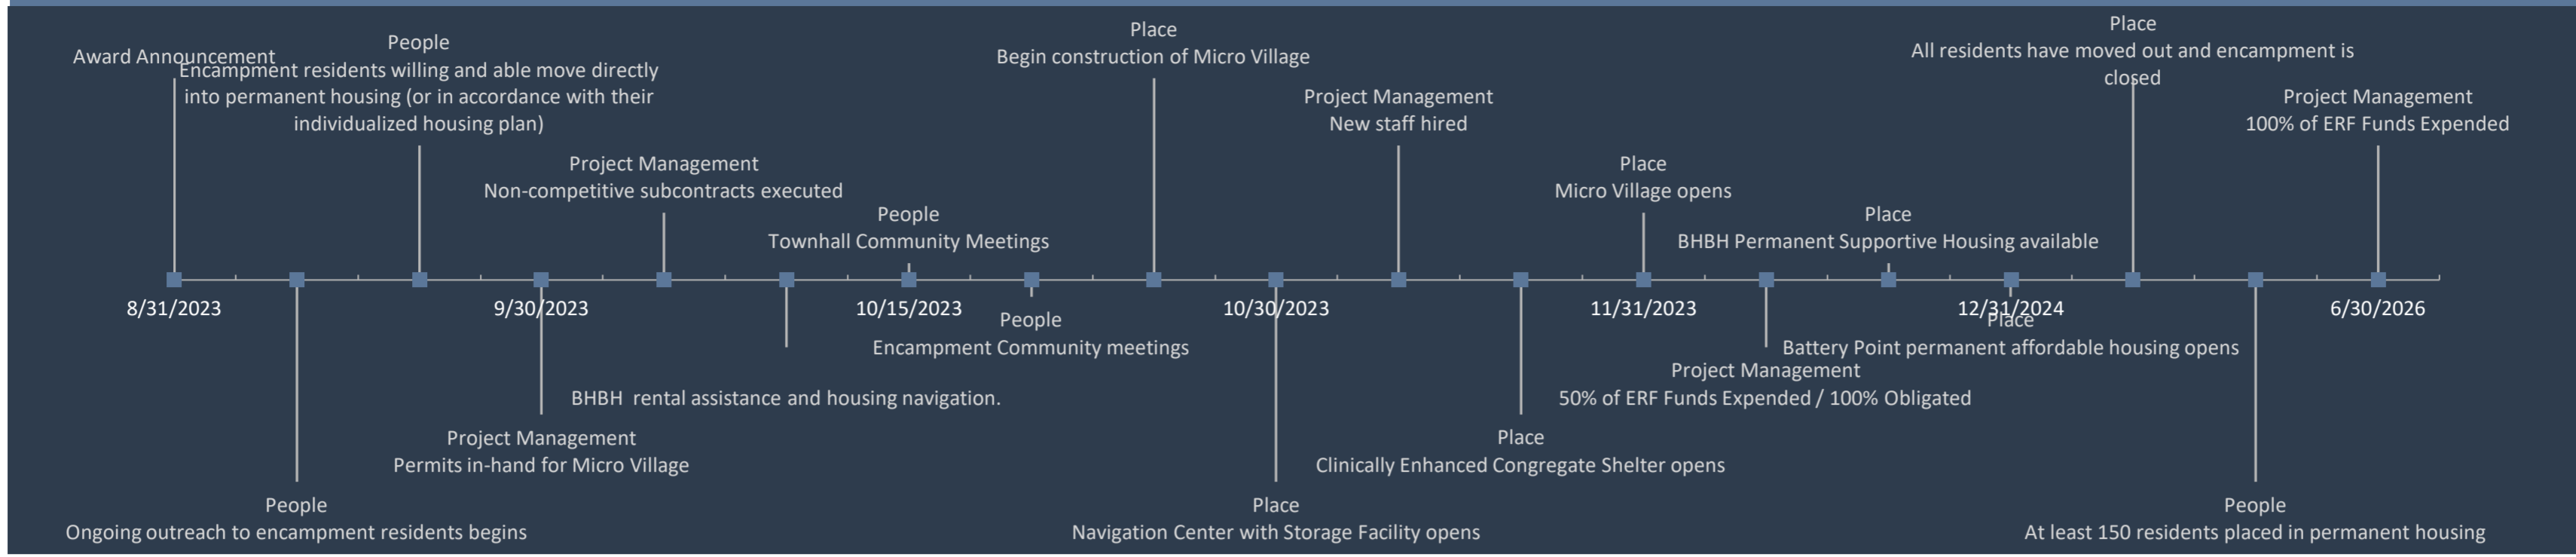 Award Announcement
People
Encampment residents willing and able move directly
into permanent housing (or in accordance with their
individualized housing plan)
Project Management
Non-competitive subcontracts executed
People
Townhall Community Meetings
Place
Begin construction of Micro Village
Project Management
New staff hired
Place
Micro Village opens
Place
BHBH Permanent Supportive Housing available
Place
All residents have moved out and encampment is
closed
Project Management
100% of ERF Funds Expended
8/31/2023
9/30/2023
10/15/2023
10/30/2023
11/31/2023
12/31/2024
6/30/2026
People
Ongoing outreach to encampment residents begins
Project Management
Permits in-hand for Micro Village
BHBH  rental assistance and housing navigation.
People
Encampment Community meetings
Place
Navigation Center with Storage Facility opens
Place
Clinically Enhanced Congregate Shelter opens
Project Management
50% of ERF Funds Expended / 100% Obligated
Place
Battery Point permanent affordable housing opens
People
At least 150 residents placed in permanent housing